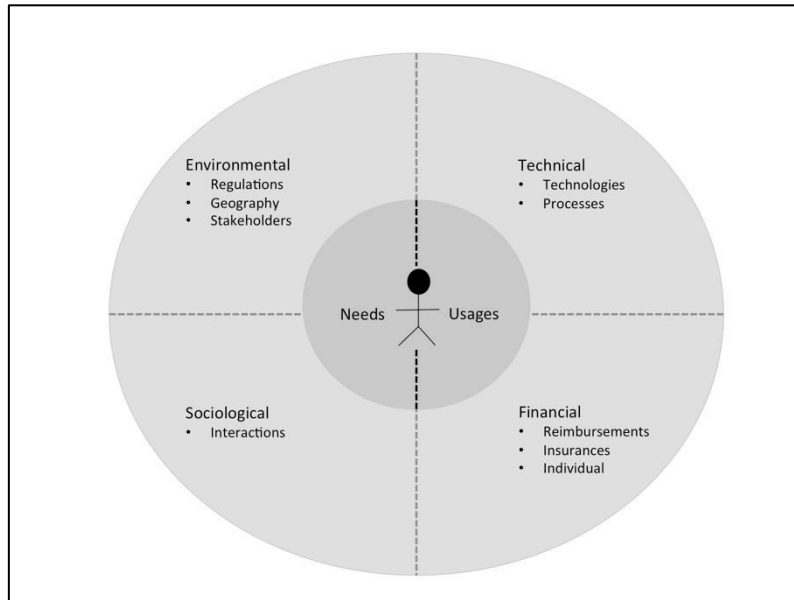 Environmental
• Regulations
• Geography
• Stakeholders
Technical
• Technologies
• Processes
Needs
Usages
Sociological
• Interactions
Financial
• Reimbursements
• Insurances
• Individual